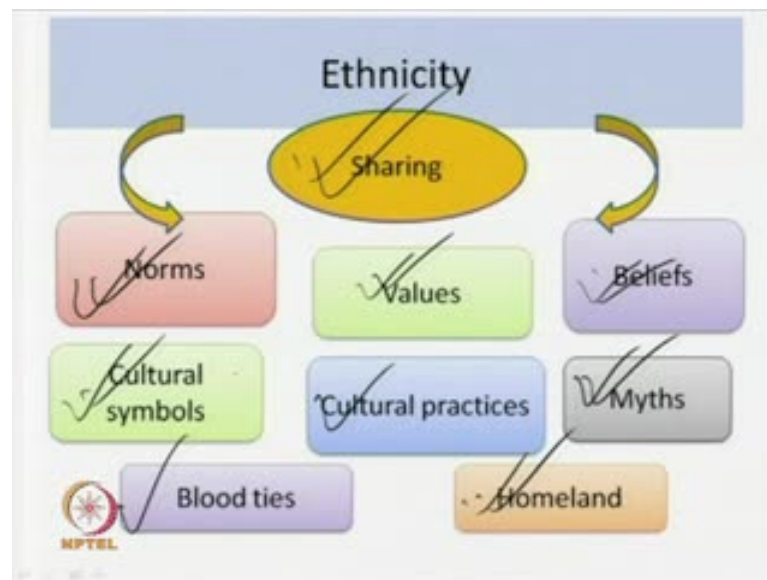 Ethnicity
Sharing
Norms
Values
Beliefs
Cultural
symbols
Cultural practices
Myths
Blood ties
Homeland
NPTEL